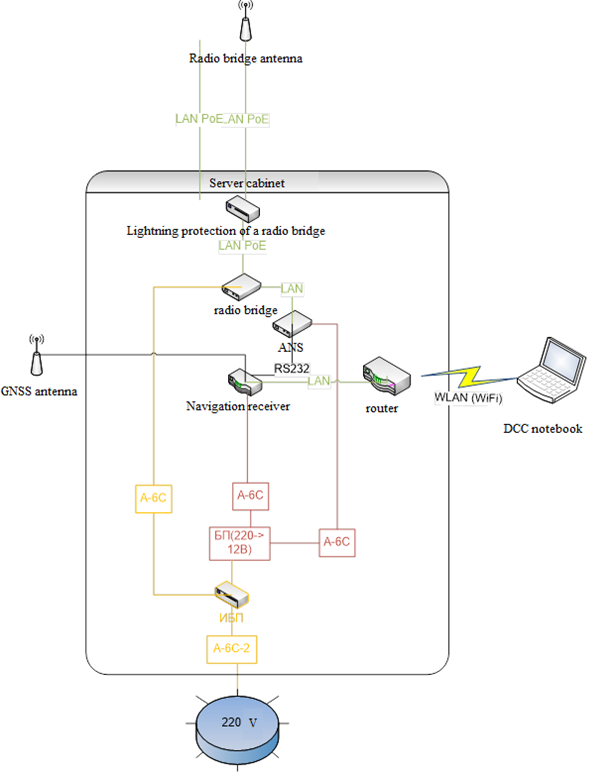 Radio bridge antenna
LAN PoE
LAN PoE
Server cabinet
Lightning protection of a radio bridge
LAN PoE
LAN
radio bridge
ANS
RS232
GNSS antenna
Navigation receiver
LAN
router
WLAN (WiFi)
DCC notebook
A-6C
A-6C
БП(220->
12В)
A-6C
ИБП
A-6C-2
220 V